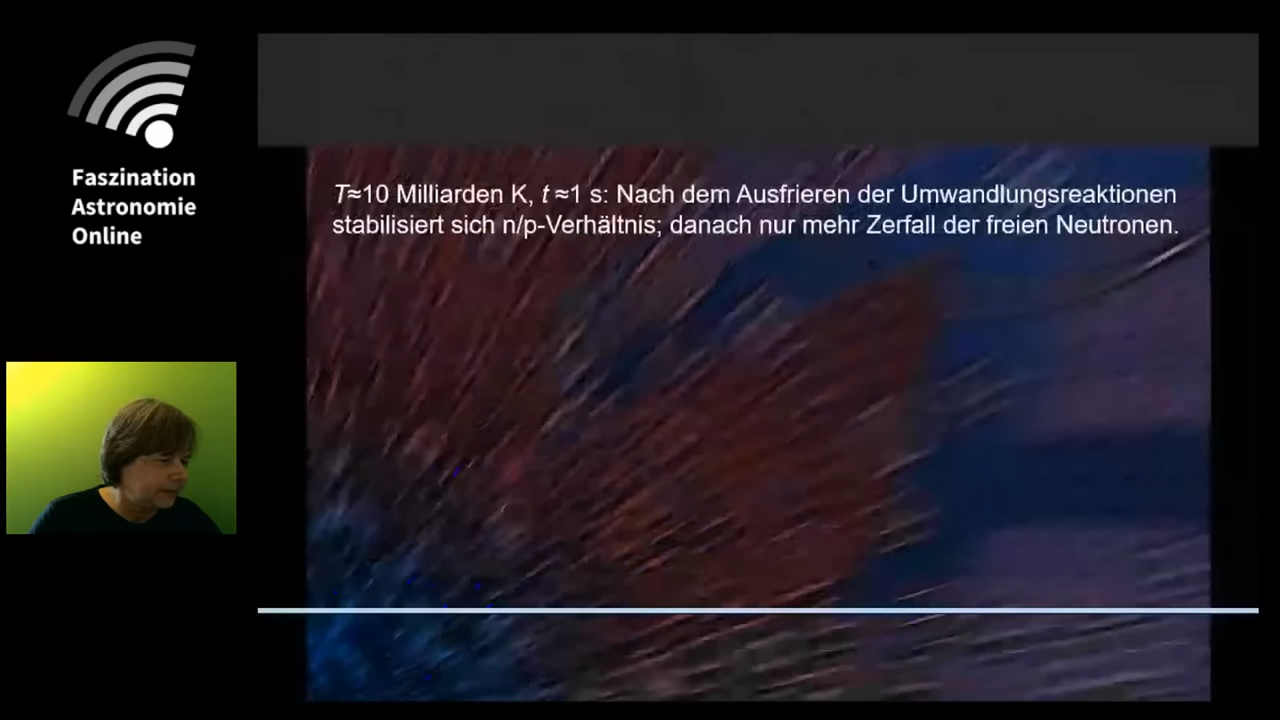 Faszination
Astronomie
Online
T≈10 Milliarden K, t ≈1 s: Nach dem Ausfrieren der Umwandlungsreaktionen
stabilisiert sich n/p-Verhältnis; danach nur mehr Zerfall der freien Neutronen.